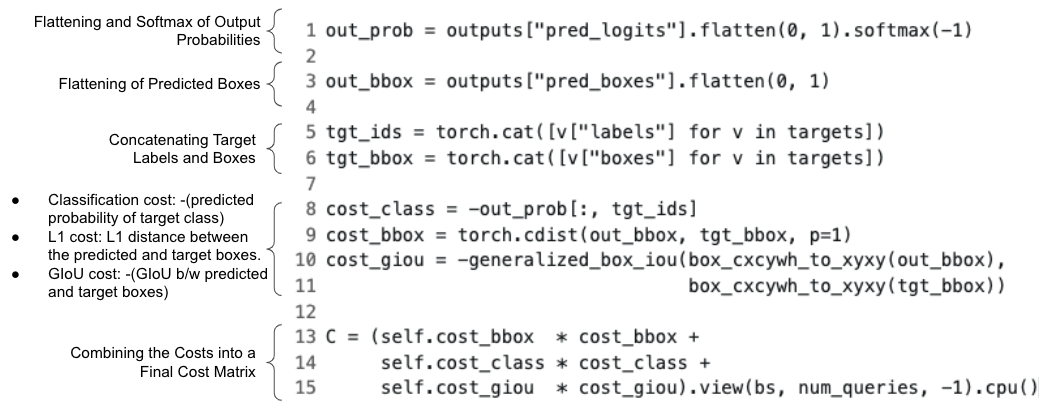 Flattening and Softmax of Output
Probabilities
1 out_prob = outputs["pred_logits"].flatten(0, 1).softmax(-1)
2
Flattening of Predicted Boxes
3 out_bbox = outputs["pred_boxes"].flatten(0, 1)
4
Concatenating Target
Labels and Boxes
5 tgt_ids = torch.cat([v["labels"] for v in targets])
6 tgt_bbox = torch.cat([v["boxes"] for v in targets])
7
● Classification cost: -(predicted
probability of target class)
● L1 cost: L1 distance between
the predicted and target boxes.
● GIoU cost: -(GIoU b/w predicted
and target boxes)
8 cost_class = -out_prob[:, tgt_ids]
9 cost_bbox = torch.cdist(out_bbox, tgt_bbox, p=1)
10 cost_giou = -generalized_box_iou(box_cxcywh_to_xyxy(out_bbox),
11 box_cxcywh_to_xyxy(tgt_bbox))
12
Combining the Costs into a
Final Cost Matrix
13 C = (self.cost_bbox  * cost_bbox +
14 self.cost_class * cost_class +
15 self.cost_giou  * cost_giou).view(bs, num_queries, -1).cpu()